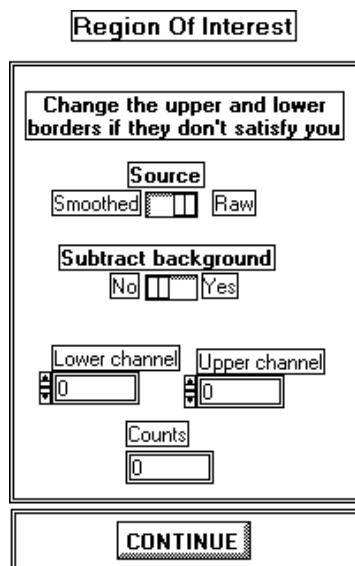 Region Of Interest
Change the upper and lower
borders if they don't satisfy you
Source
Smoothed Raw
Subtract background
No Yes
Lower channel Upper channel
0 0
Counts
0
CONTINUE